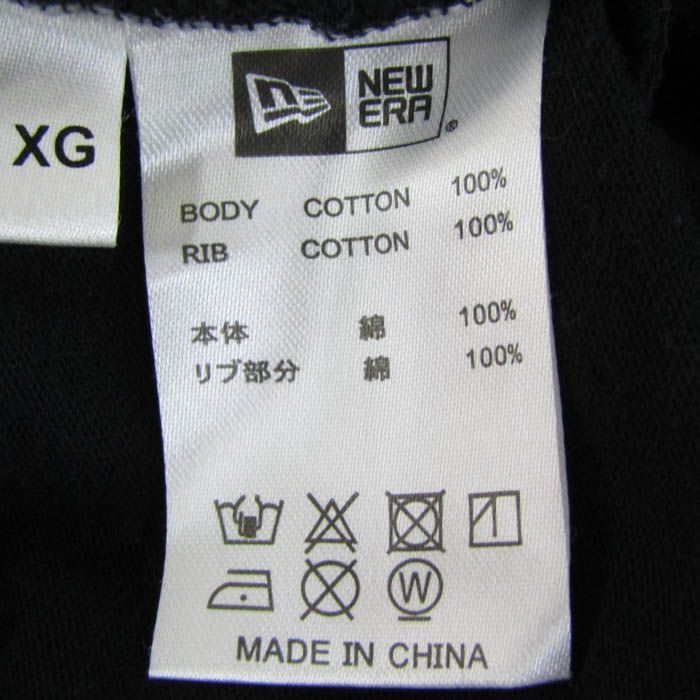 XG
NEW
ERA®
BODY COTTON 100%
RIB COTTON 100%
本体 綿 100%
リブ部分 綿 100%
W
MADE IN CHINA